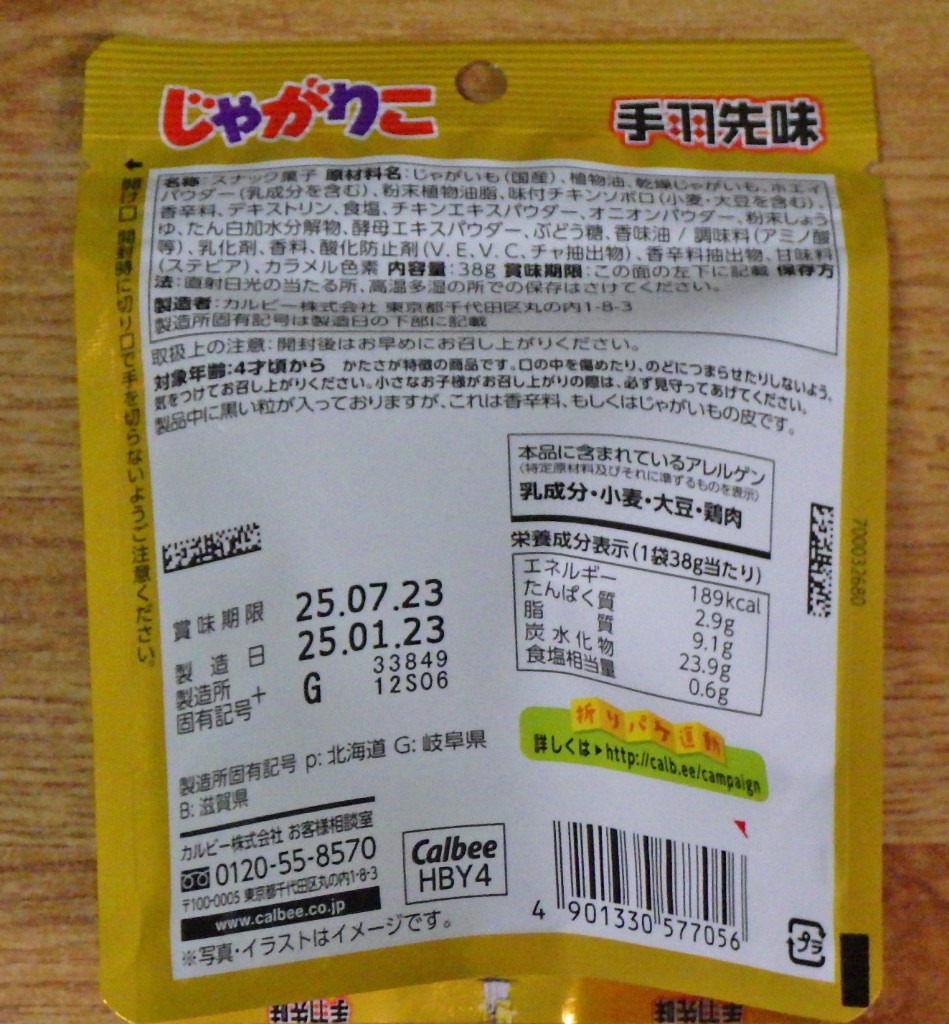 じゃがりこ
手羽先味
名称:スナック菓子 原材料名:じゃがいも(国産)、植物油、乾燥じゃがいも、ホエイ
パウダー(乳成分を含む)、粉末植物油脂、味付チキンソボロ(小麦・大豆を含む)、
香辛料、デキストリン、食塩、チキンエキスパウダー、オニオンパウダー、粉末しょう
ゆ、たん白加水分解物、酵母エキスパウダー、ぶどう糖、香味油 / 調味料(アミノ酸
等)、乳化剤、香料、酸化防止剤(V.E、V.C、チャ抽出物)、香辛料抽出物、甘味料
(ステビア)、カラメル色素 内容量:38g 賞味期限:この面の左下に記載 保存方
法:直射日光の当たる所、高温多湿の所での保存はさけてください。
製造者:カルビー株式会社 東京都千代田区丸の内1-8-3
製造所固有記号は製造日の下部に記載
取扱上の注意:開封後はお早めにお召し上がりください。
対象年齢:4才頃から かたさが特徴の商品です。口の中を傷めたり、のどにつまらせたりしないよう、
気をつけてお召し上がりください。小さなお子様がお召し上がりの際は、必ず見守ってあげてください。
製品中に黒い粒が入っておりますが、これは香辛料、もしくはじゃがいもの皮です。
←開け口 開封時に切り口で手を切らないようご注意ください。
本品に含まれているアレルゲン
(特定原材料及びそれに準ずるものを表示)
乳成分・小麦・大豆・鶏肉
栄養成分表示(1袋38g当たり)
エネルギー 189kcal
たんぱく質 2.9g
脂質 9.1g
炭水化物 23.9g
食塩相当量 0.6g
700032680
賞味期限 25.07.23
製造日 25.01.23
製造所+固有記号 G 33849
12S06
製造所固有記号 p:北海道 G:岐阜県
B:滋賀県
折りパケ運動
詳しくは▶http://calb.ee/campaign
カルビー株式会社 お客様相談室
0120-55-8570
〒100-0005 東京都千代田区丸の内1-8-3
www.calbee.co.jp
※写真・イラストはイメージです。
Calbee
HBY4
4 901330 577056
プラ
手羽先味
手羽先味